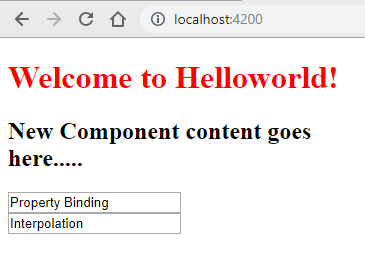 localhost:4200
Welcome to Helloworld!
New Component content goes
here.....
Property Binding
Interpolation